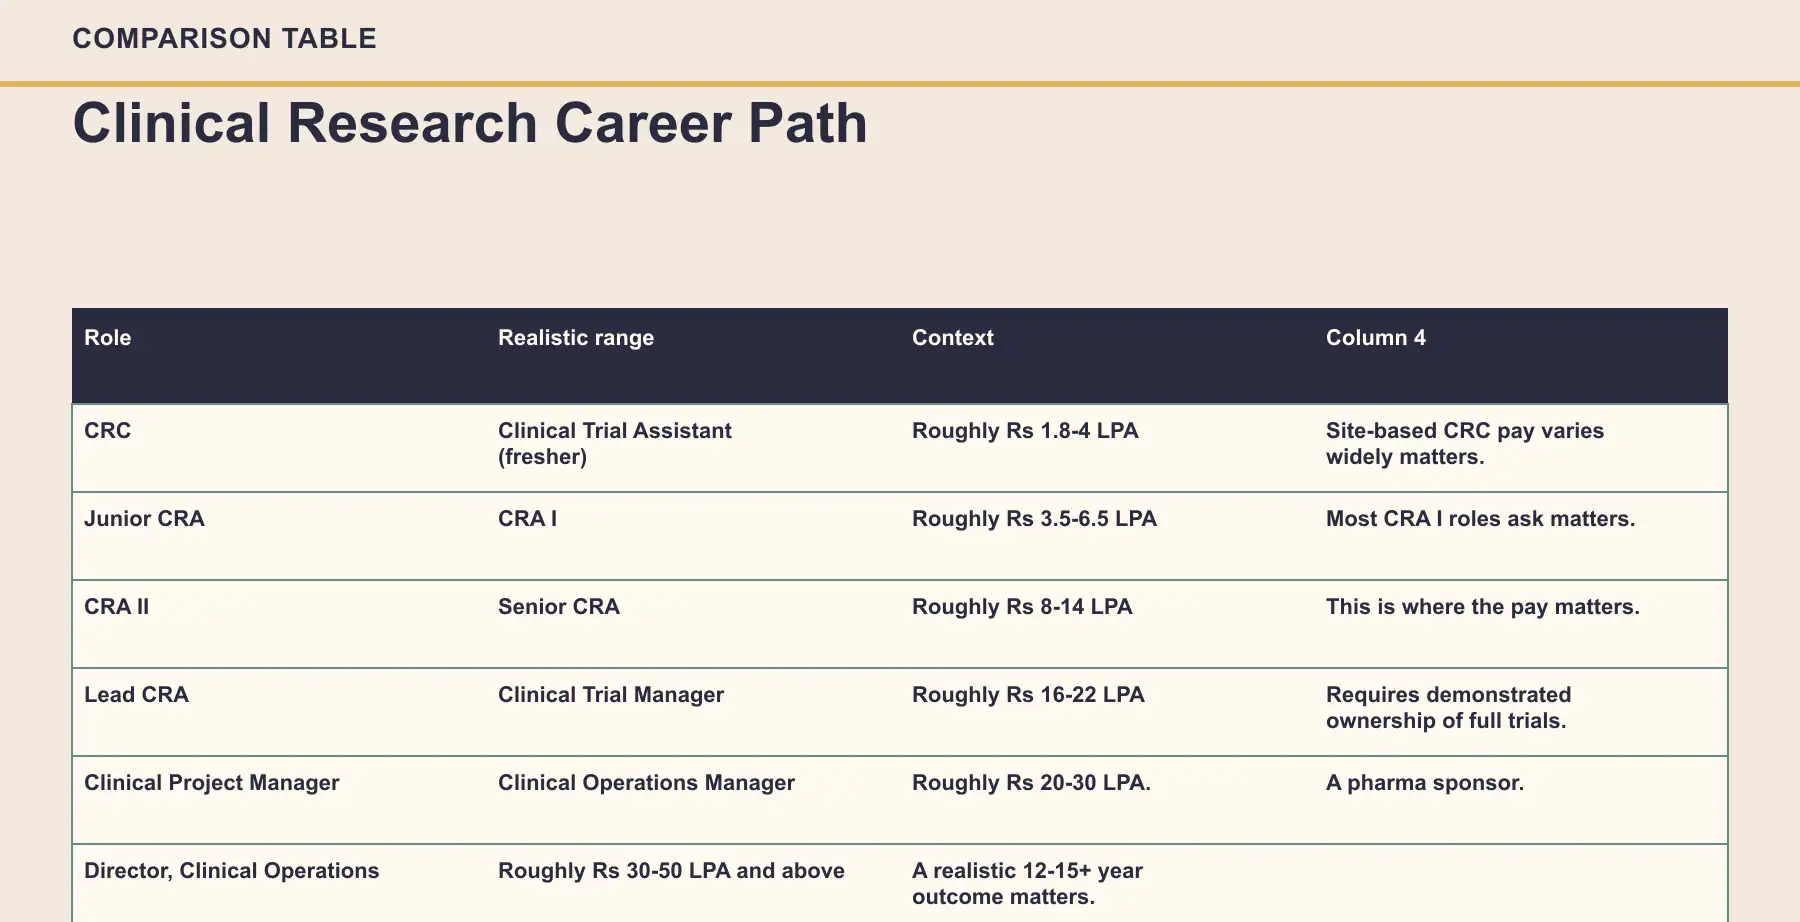 COMPARISON TABLE
Clinical Research Career Path
Role Realistic range Context Column 4
CRC Clinical Trial Assistant Roughly Rs 1.8-4 LPA Site-based CRC pay varies
(fresher) widely matters.
Junior CRA CRA I Roughly Rs 3.5-6.5 LPA Most CRA I roles ask matters.
CRA II Senior CRA Roughly Rs 8-14 LPA This is where the pay matters.
Lead CRA Clinical Trial Manager Roughly Rs 16-22 LPA Requires demonstrated
ownership of full trials.
Clinical Project Manager Clinical Operations Manager Roughly Rs 20-30 LPA. A pharma sponsor.
Director, Clinical Operations Roughly Rs 30-50 LPA and above A realistic 12-15+ year
outcome matters.